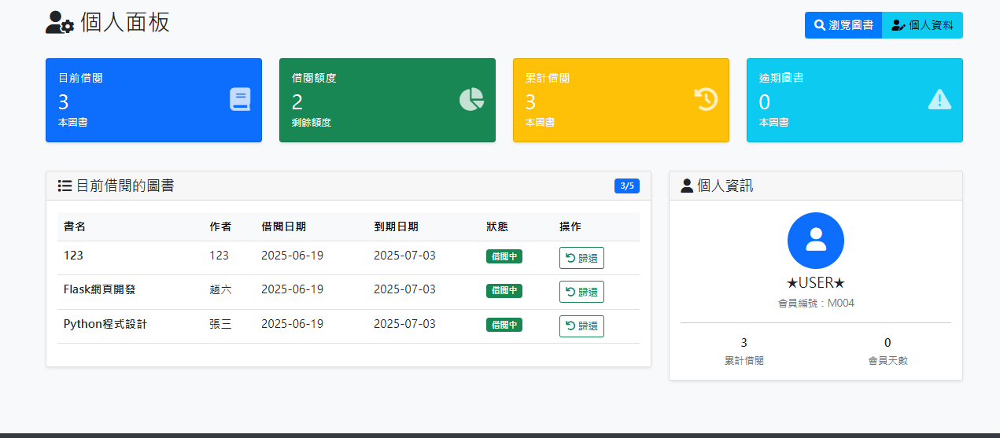 個人面板
瀏覽圖書 個人資料
目前借閱
3
本圖書
借閱額度
2
剩餘額度
累計借閱
3
本圖書
逾期圖書
0
本圖書
目前借閱的圖書 3/5
書名 作者 借閱日期 到期日期 狀態 操作
123 123 2025-06-19 2025-07-03 借閱中 歸還
Flask網頁開發 趙六 2025-06-19 2025-07-03 借閱中 歸還
Python程式設計 張三 2025-06-19 2025-07-03 借閱中 歸還
個人資訊
★USER★
會員編號：M004
3 0
累計借閱 會員天數